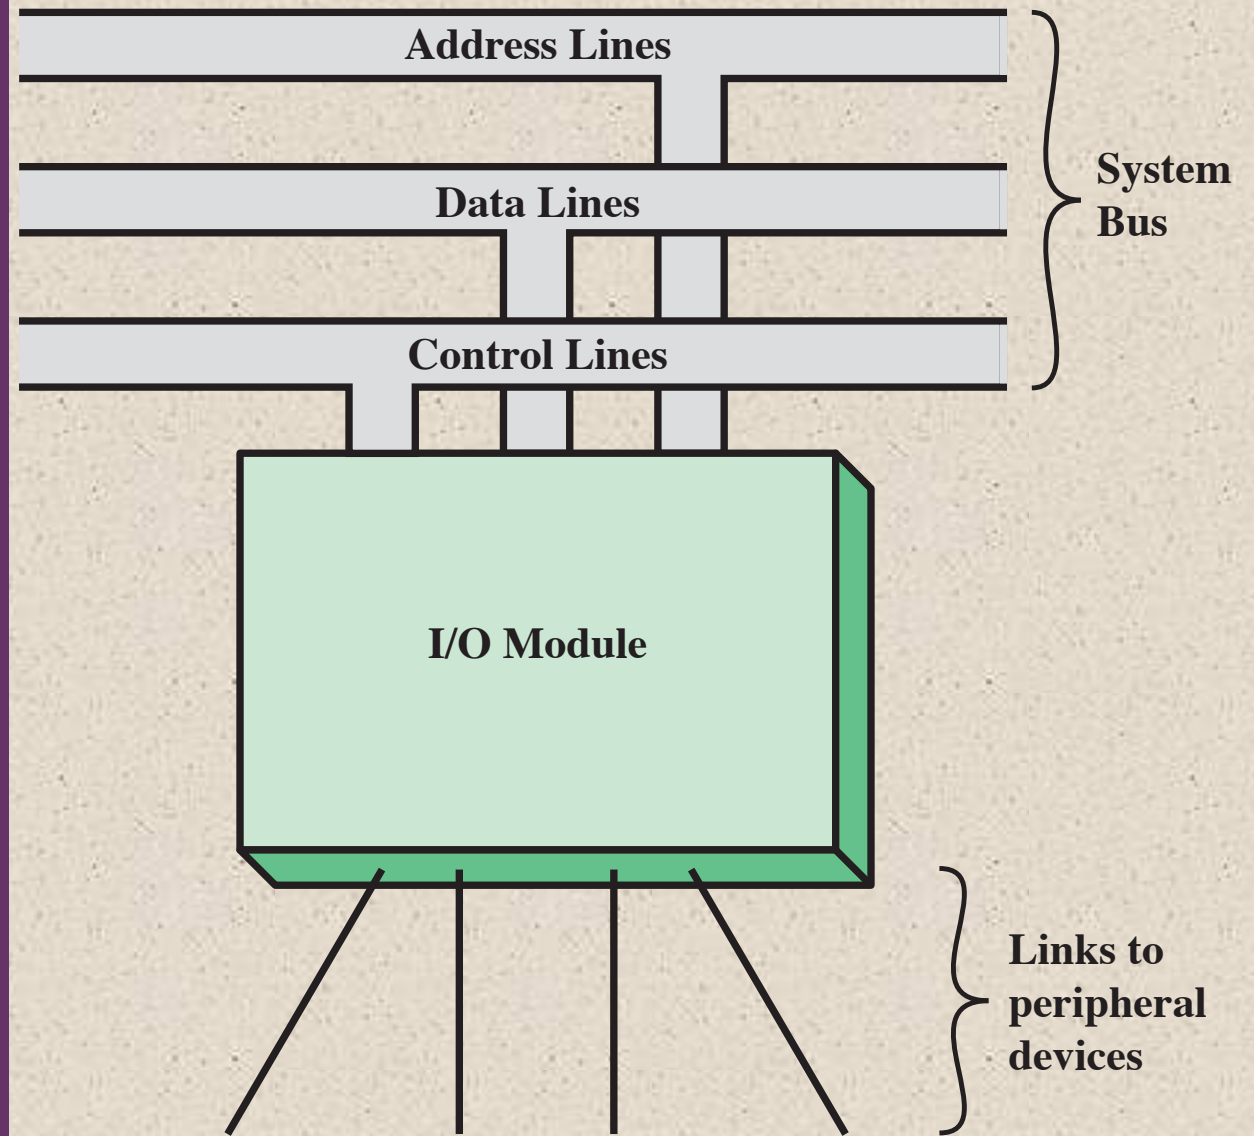 Address Lines
Data Lines
System
Bus
Control Lines
I/O Module
Links to
peripheral
devices